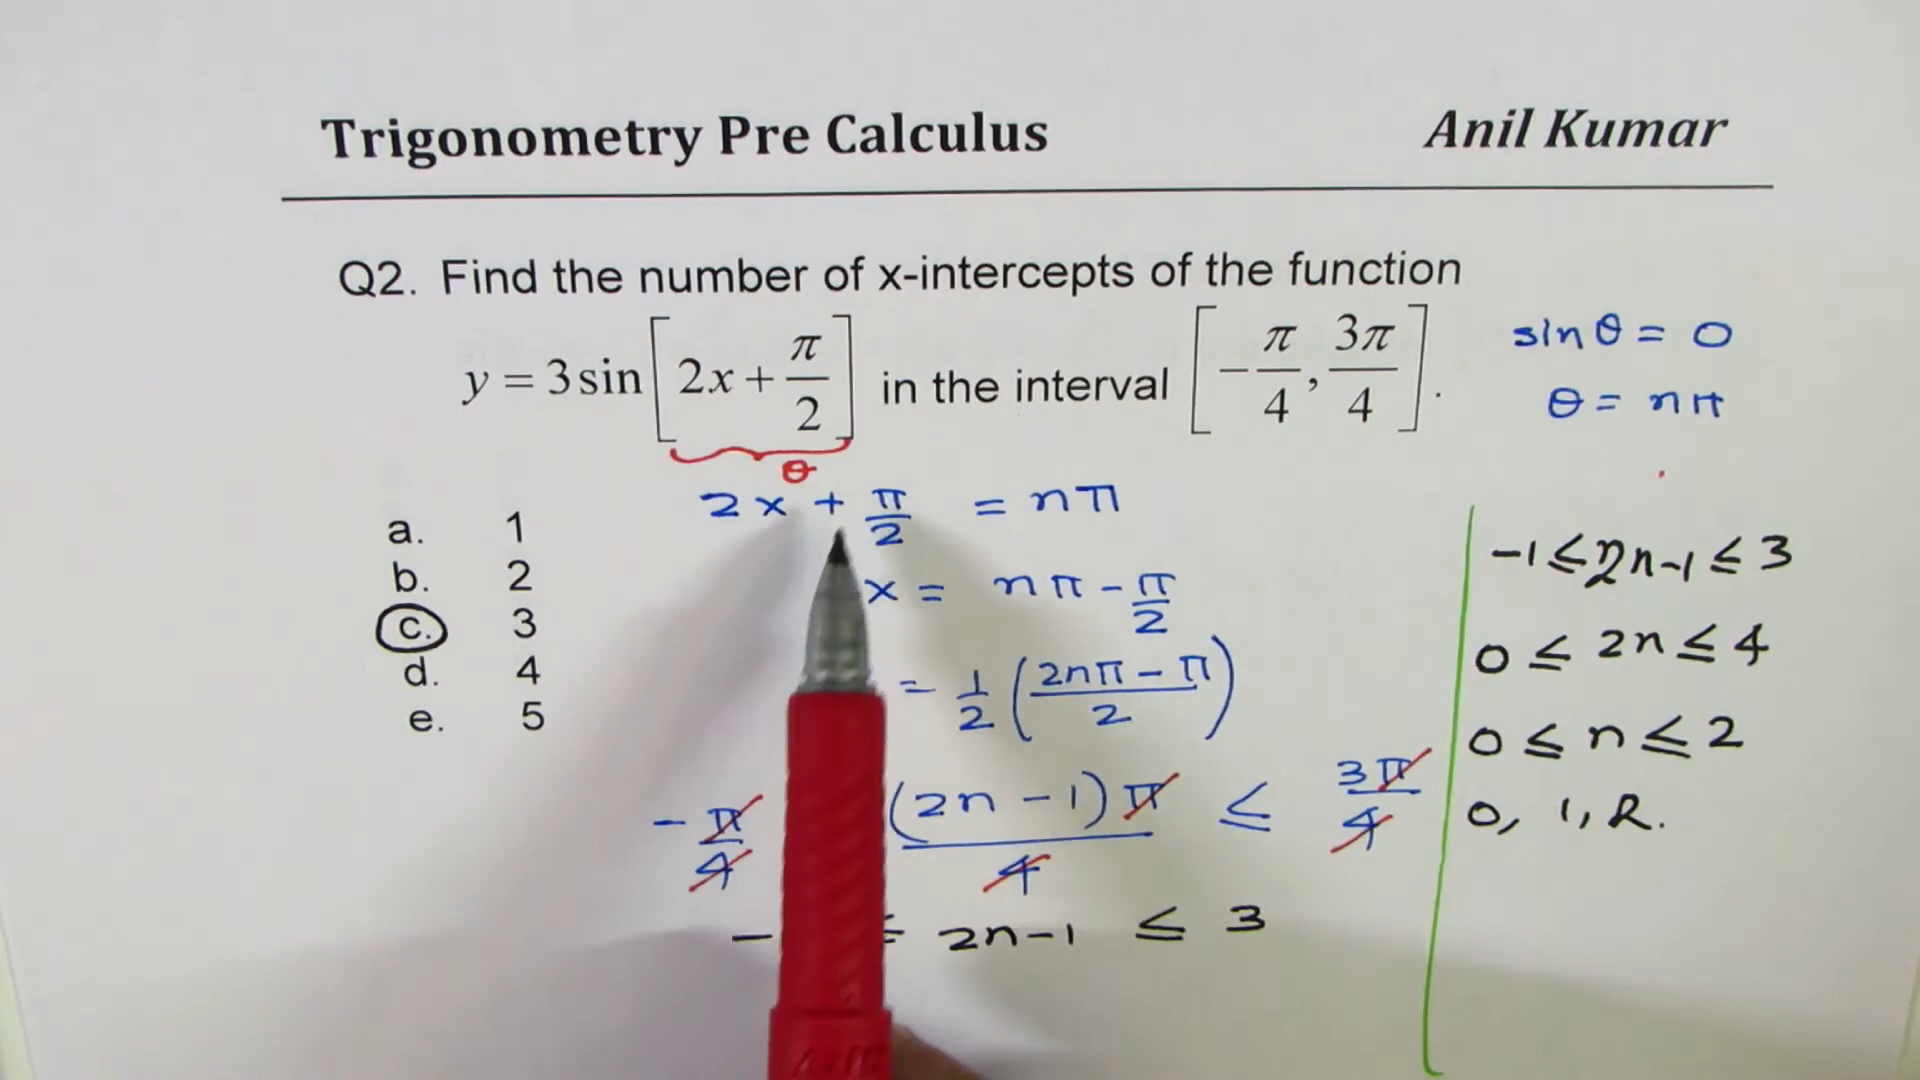 Trigonometry Pre Calculus Anil Kumar
Q2. Find the number of x-intercepts of the function
y = 3 sin [2x + π/2] in the interval [-π/4, 3π/4].
sin θ = 0
θ = nπ
θ
2x + π/2 = nπ
x = nπ - π/2
= 1/2 ((2nπ - π)/2)
-π/4 (2n - 1)π/4 ≤ 3π/4
- ≤ 2n-1 ≤ 3
a. 1
b. 2
c. 3
d. 4
e. 5
-1 ≤ 2n-1 ≤ 3
0 ≤ 2n ≤ 4
0 ≤ n ≤ 2
0, 1, 2.